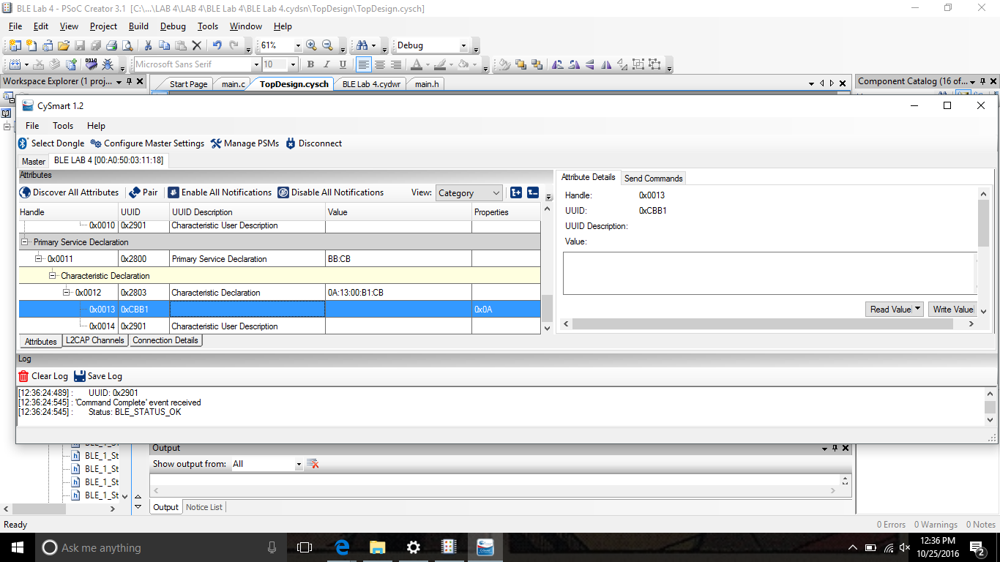 BLE Lab 4 - PSoC Creator 3.1 [C:\...\LAB 4\LAB 4\BLE Lab 4\BLE Lab 4.cydsn\TopDesign\TopDesign.cysch]
File Edit View Project Build Debug Tools Window Help
61% Debug
Microsoft Sans Serif 10 B I U A
Workspace Explorer (1 proj... Start Page main.c TopDesign.cysch BLE Lab 4.cydwr main.h Component Catalog (16 of...
CySmart 1.2
File Tools Help
Select Dongle Configure Master Settings Manage PSMs Disconnect
Master BLE LAB 4 [00:A0:50:03:11:18]
Attributes
Discover All Attributes Pair Enable All Notifications Disable All Notifications View: Category
Handle UUID UUID Description Value Properties
0x0010 0x2901 Characteristic User Description
Primary Service Declaration
0x0011 0x2800 Primary Service Declaration BB:CB
Characteristic Declaration
0x0012 0x2803 Characteristic Declaration 0A:13:00:B1:CB
0x0013 0xCBB1 0x0A
0x0014 0x2901 Characteristic User Description
Attributes L2CAP Channels Connection Details
Attribute Details Send Commands
Handle: 0x0013
UUID: 0xCBB1
UUID Description:
Value:
Read Value Write Value
Log
Clear Log Save Log
[12:36:24:489] : UUID: 0x2901
[12:36:24:545] : 'Command Complete' event received
[12:36:24:545] : Status: BLE_STATUS_OK
BLE_1_St
BLE_1_St
BLE_1_St
BLE_1_St
Output
Show output from: All
Output Notice List
Ready 0 Errors 0 Warnings 0 Notes
Ask me anything
12:36 PM
10/25/2016
2